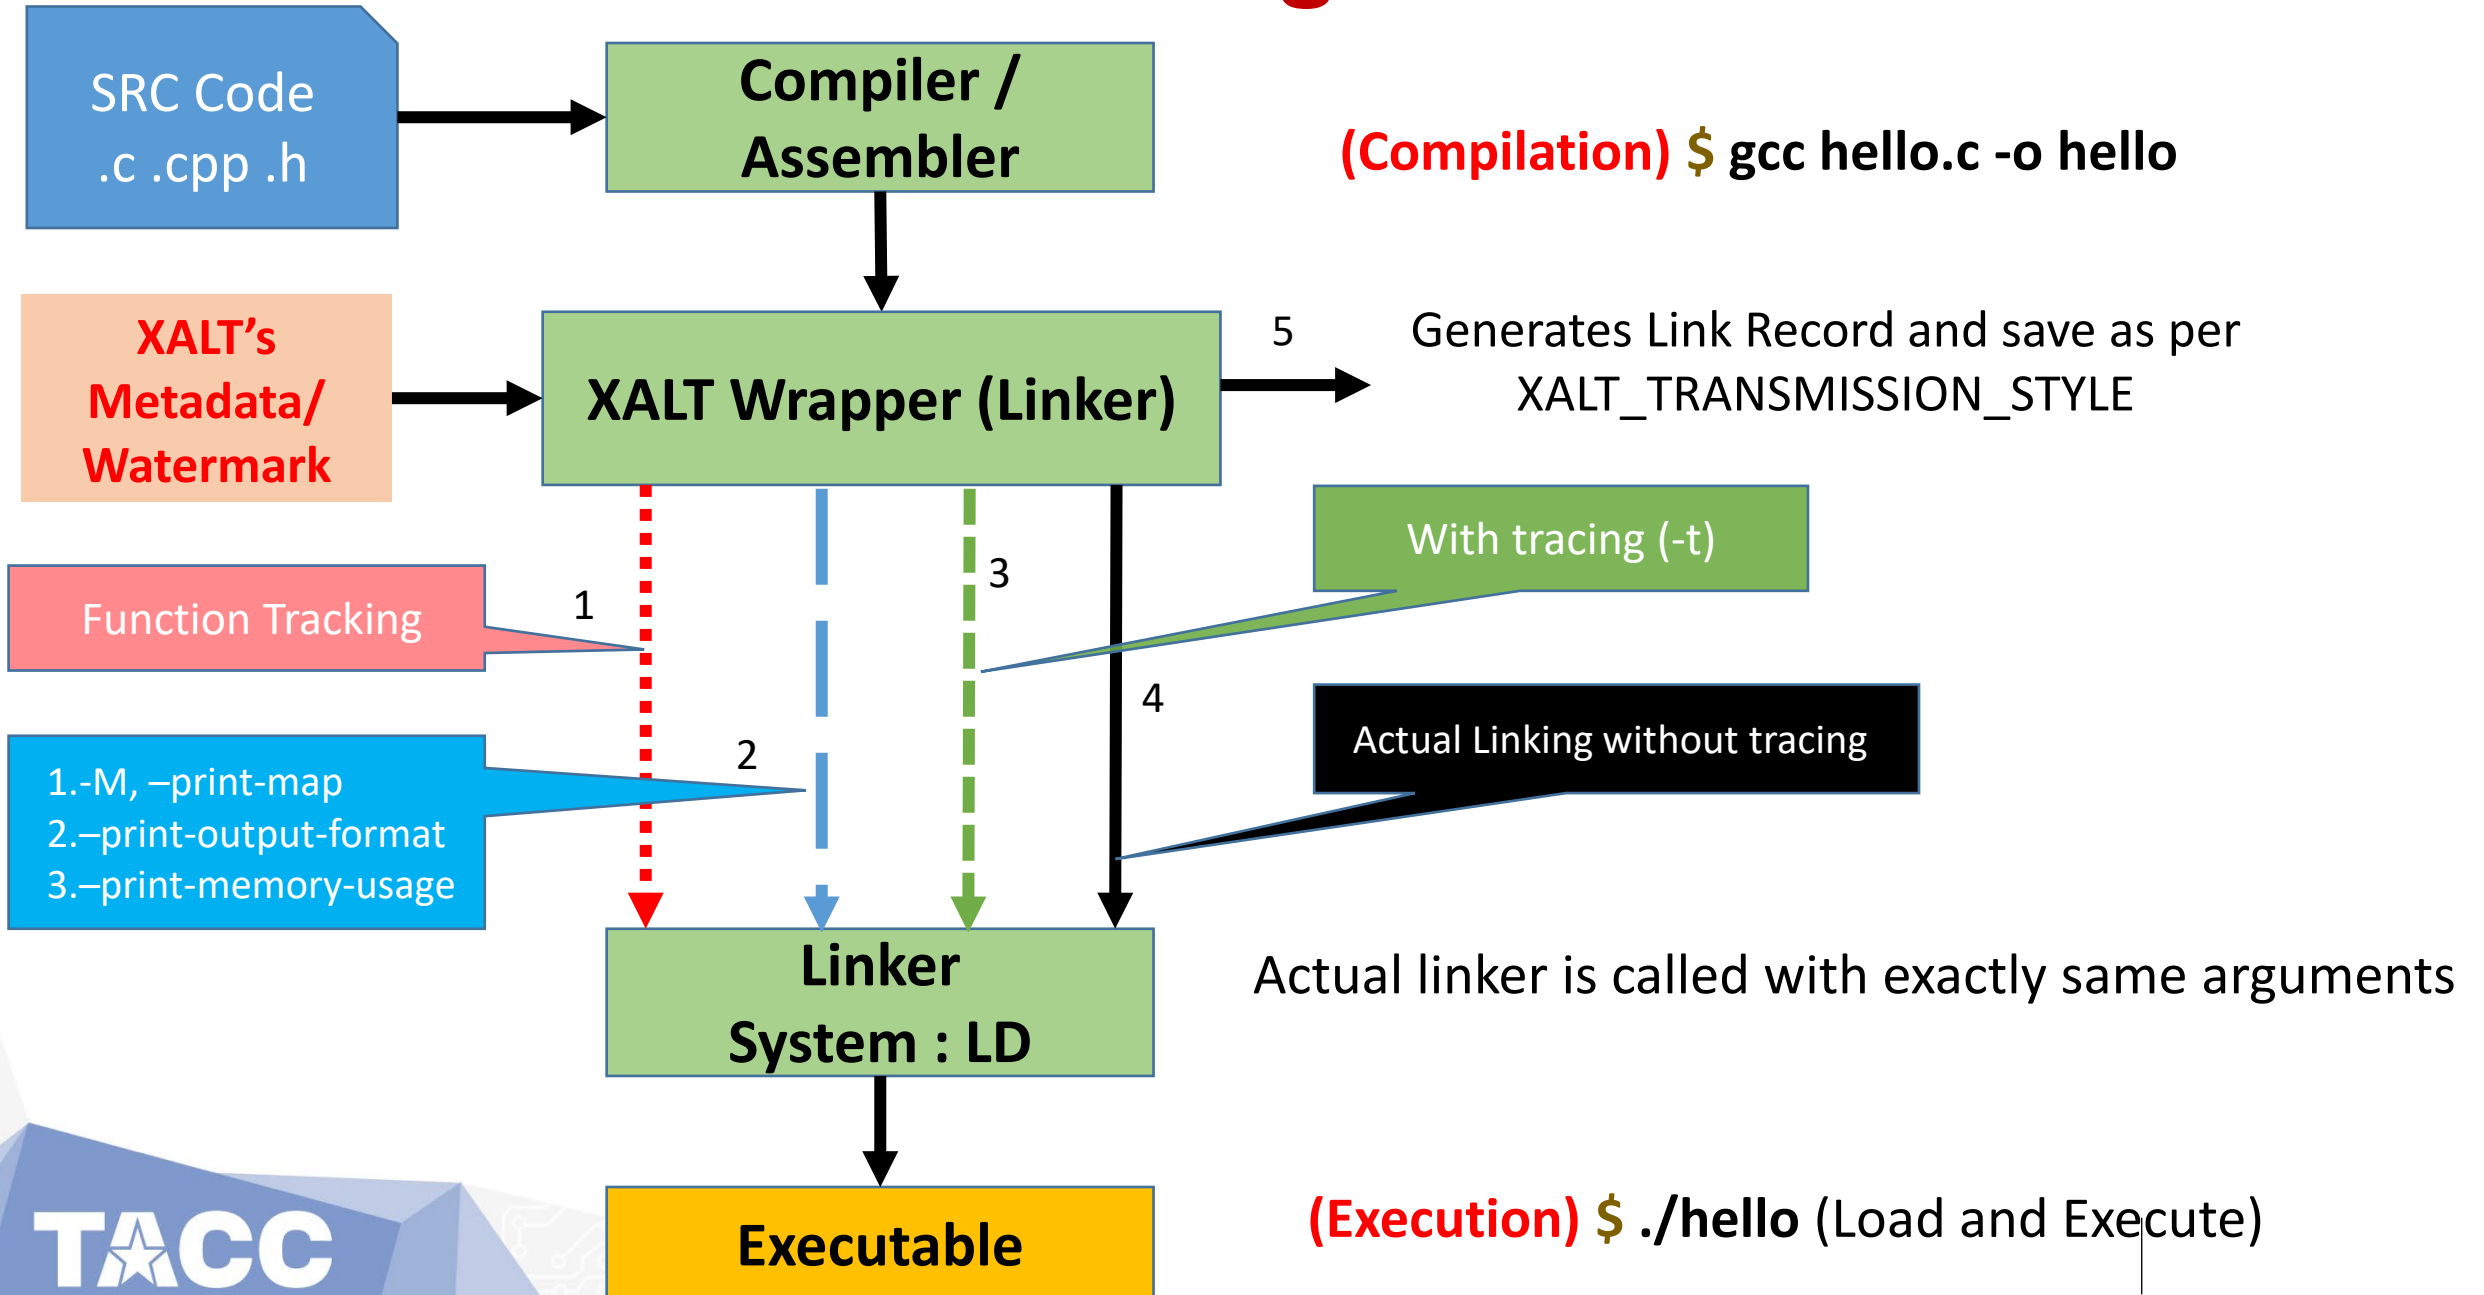 SRC Code
.c .cpp .h
Compiler /
Assembler
(Compilation) $ gcc hello.c -o hello
XALT’s
Metadata/
Watermark
XALT Wrapper (Linker)
5
Generates Link Record and save as per
XALT_TRANSMISSION_STYLE
With tracing (-t)
3
1
Function Tracking
4
Actual Linking without tracing
2
1.-M, –print-map
2.–print-output-format
3.–print-memory-usage
Linker
System : LD
Actual linker is called with exactly same arguments
Executable
(Execution) $ ./hello (Load and Execute)
TACC